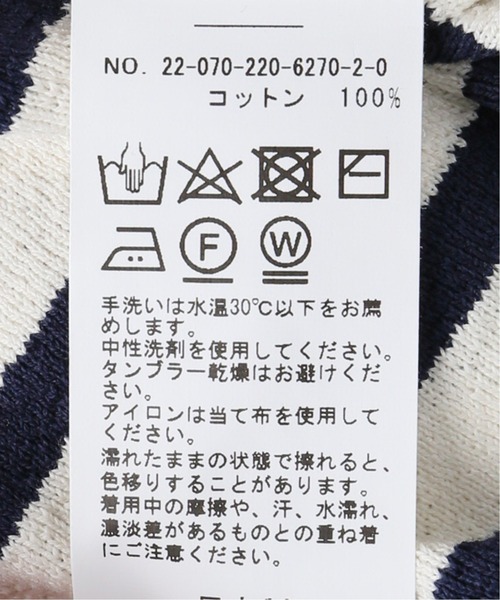 NO. 22-070-220-6270-2-0
コットン 100%
F
W
手洗いは水温30℃以下をお薦
めします。
中性洗剤を使用してください。
タンブラー乾燥はお避けくだ
さい。
アイロンは当て布を使用して
ください。
濡れたままの状態で擦れると、
色移りすることがあります。
着用中の摩擦や、汗、水濡れ、
濃淡差があるものとの重ね着
にご注意ください。